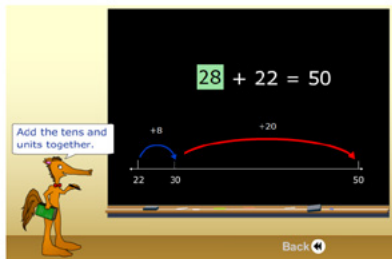 28 + 22 = 50
Add the tens and
units together.
+8
+20
22 30 50
Back